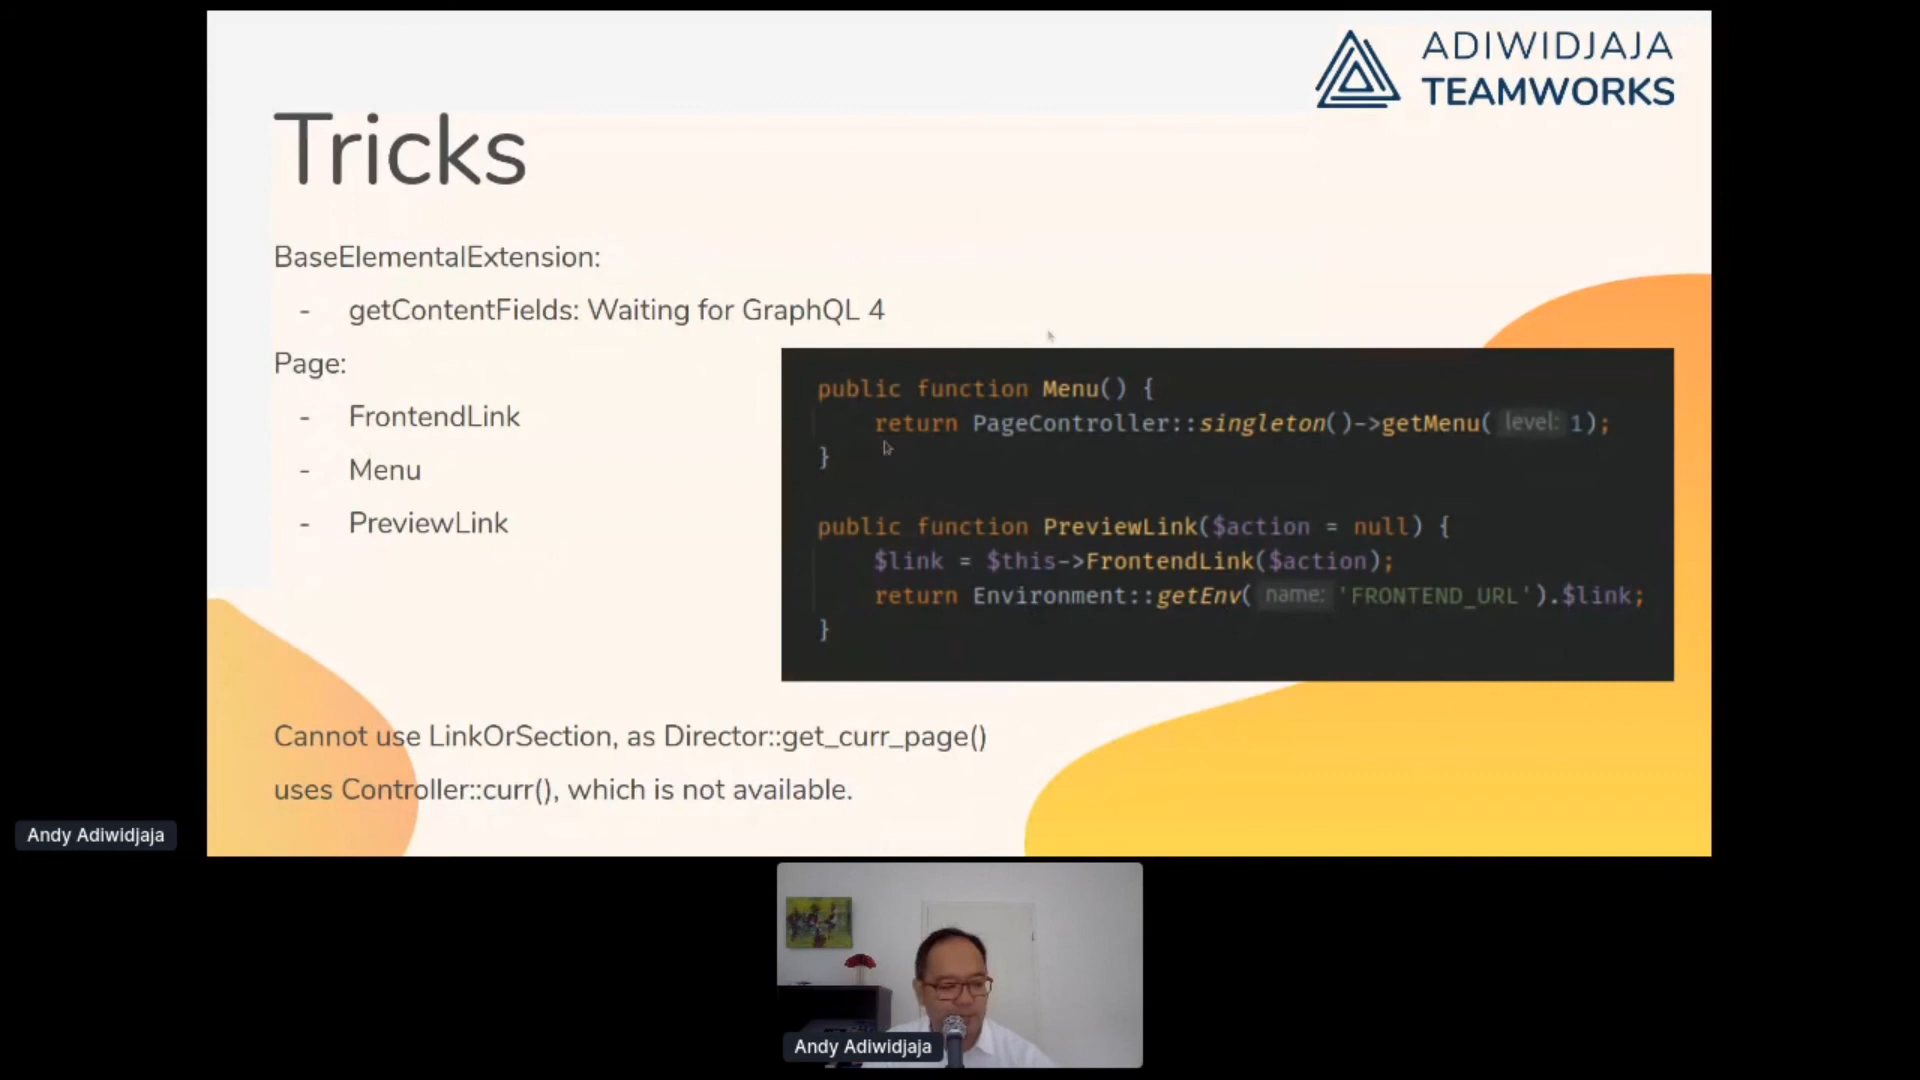 ADIWIDJAJA
TEAMWORKS
Tricks
BaseElementalExtension:
- getContentFields: Waiting for GraphQL 4
Page:
- FrontendLink
- Menu
- PreviewLink
public function Menu() {
return PageController::singleton()->getMenu( level: 1);
}
public function PreviewLink($action = null) {
$link = $this->FrontendLink($action);
return Environment::getEnv( name: 'FRONTEND_URL').$link;
}
Cannot use LinkOrSection, as Director::get_curr_page()
uses Controller::curr(), which is not available.
Andy Adiwidjaja
Andy Adiwidjaja